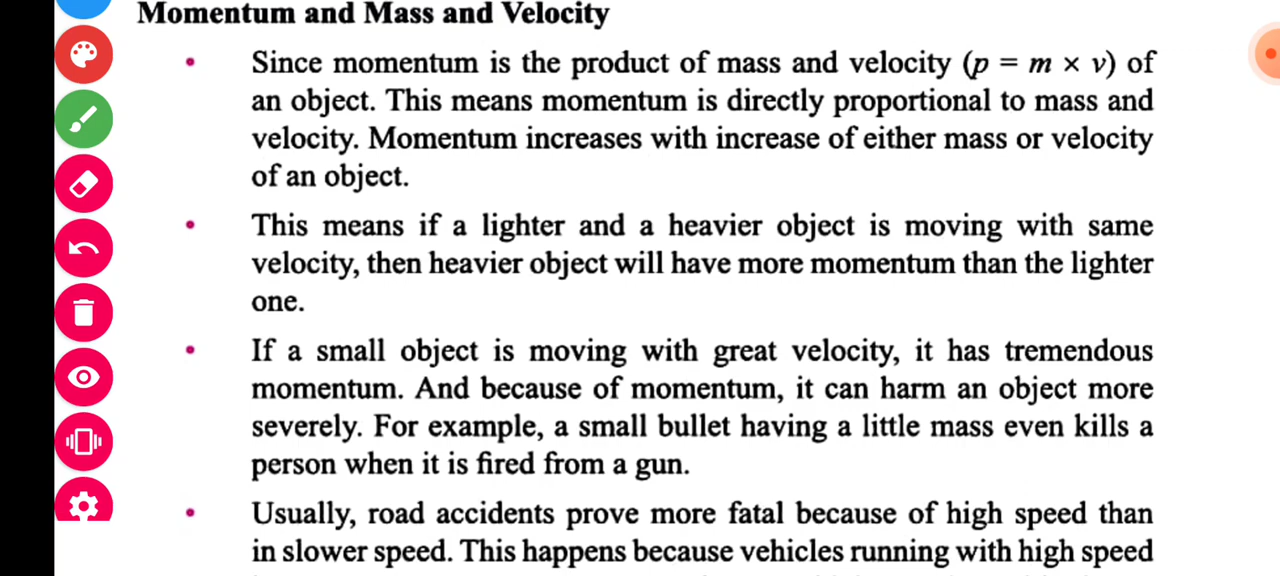 Momentum and Mass and Velocity
• Since momentum is the product of mass and velocity (p = m × v) of
an object. This means momentum is directly proportional to mass and
velocity. Momentum increases with increase of either mass or velocity
of an object.
• This means if a lighter and a heavier object is moving with same
velocity, then heavier object will have more momentum than the lighter
one.
• If a small object is moving with great velocity, it has tremendous
momentum. And because of momentum, it can harm an object more
severely. For example, a small bullet having a little mass even kills a
person when it is fired from a gun.
• Usually, road accidents prove more fatal because of high speed than
in slower speed. This happens because vehicles running with high speed